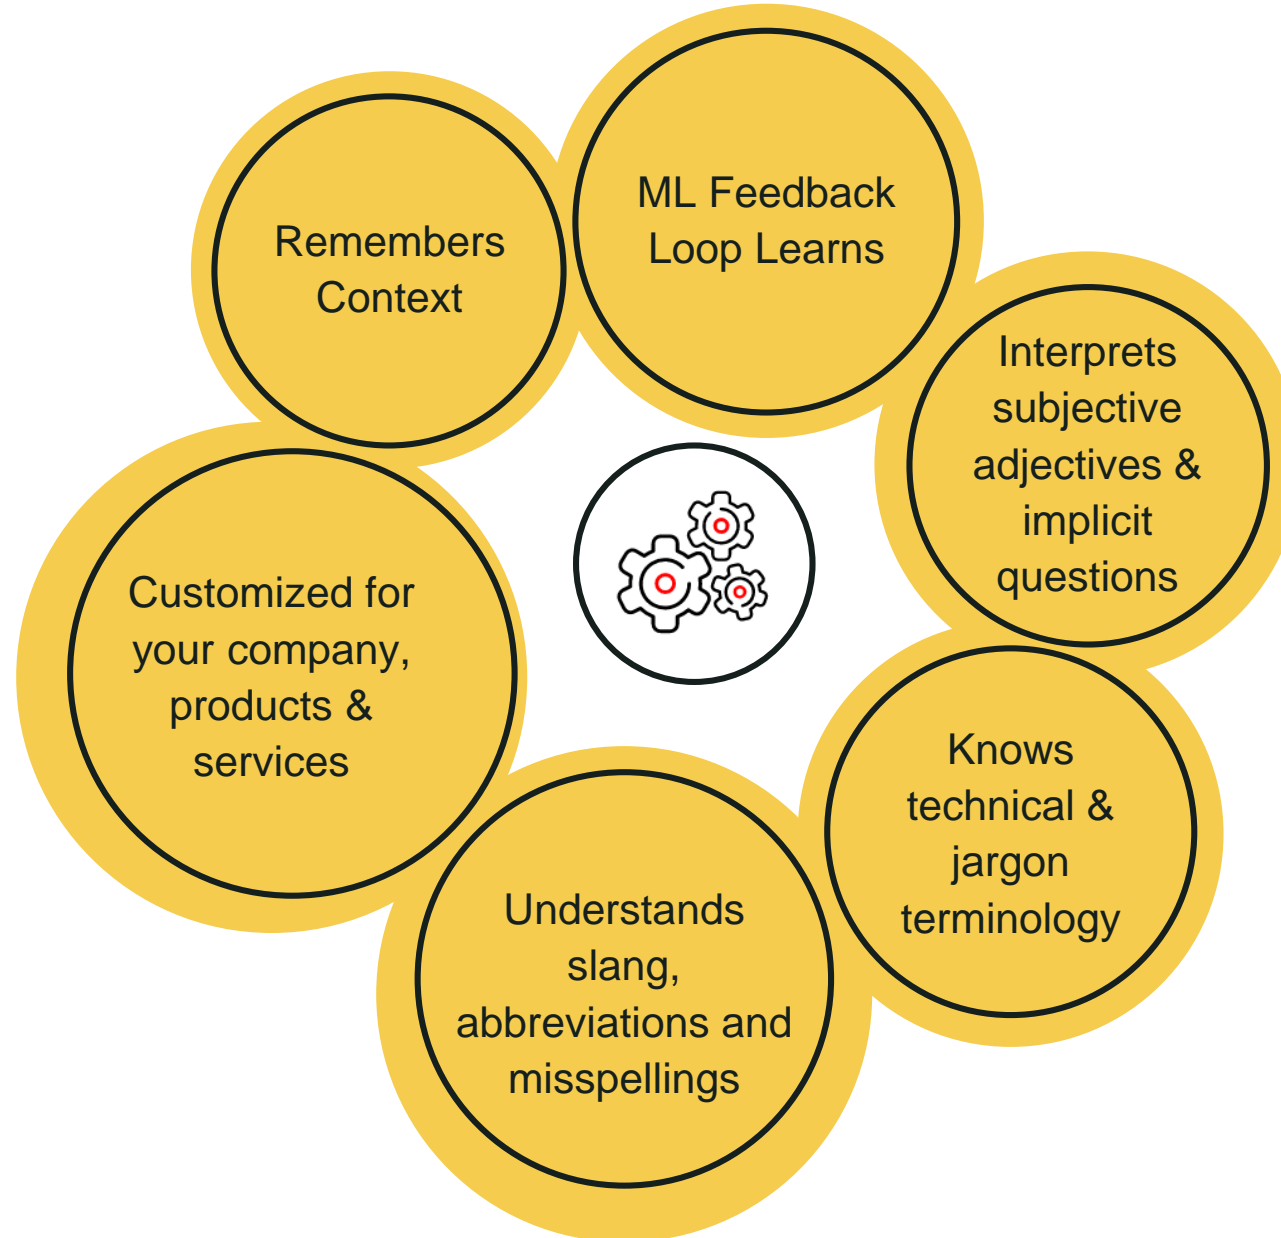 Remembers
Context
ML Feedback
Loop Learns
Interprets
subjective
adjectives &
implicit
questions
Knows
technical &
jargon
terminology
Understands
slang,
abbreviations and
misspellings
Customized for
your company,
products &
services